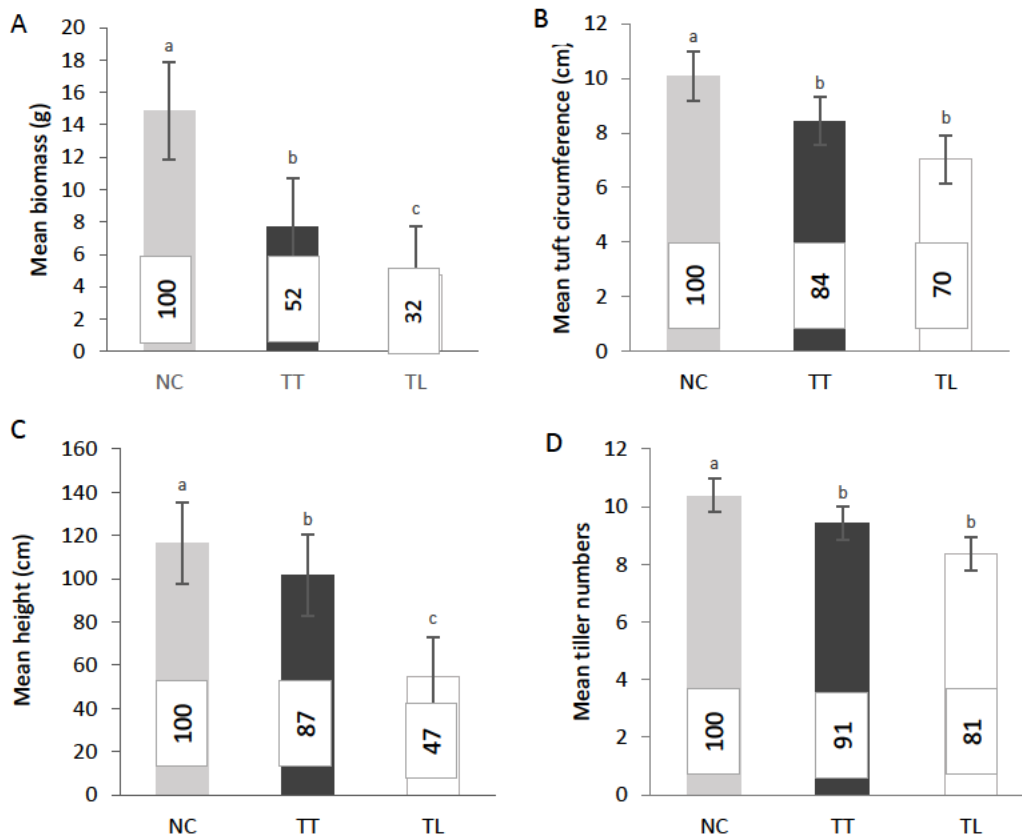 A
Mean biomass (g)
20
18
16
14
12
10
8
6
4
2
0
a
b
c
100
52
32
NC TT TL
B
Mean tuft circumference (cm)
12
10
8
6
4
2
0
a
b
b
100
84
70
NC TT TL
C
Mean height (cm)
160
140
120
100
80
60
40
20
0
a
b
c
100
87
47
NC TT TL
D
Mean tiller numbers
12
10
8
6
4
2
0
a
b
b
100
91
81
NC TT TL